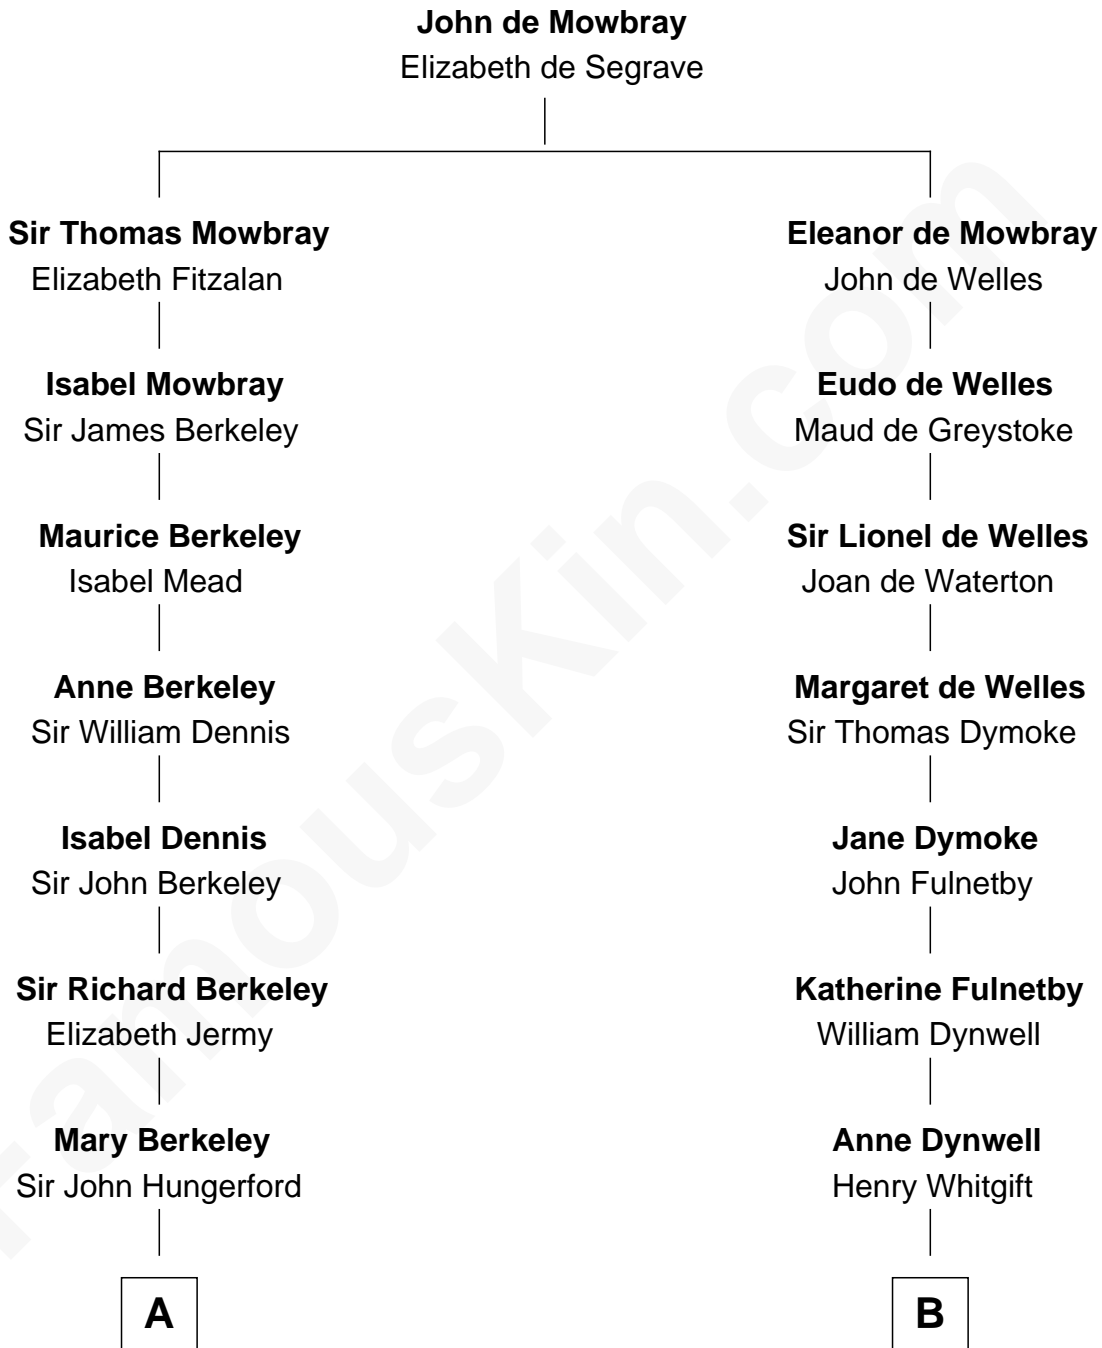 John de Mowbray
Elizabeth de Segrave
Sir Thomas Mowbray
Elizabeth Fitzalan
Eleanor de Mowbray
John de Welles
Isabel Mowbray
Sir James Berkeley
Eudo de Welles
Maud de Greystoke
Maurice Berkeley
Isabel Mead
Sir Lionel de Welles
Joan de Waterton
Anne Berkeley
Sir William Dennis
Margaret de Welles
Sir Thomas Dymoke
Isabel Dennis
Sir John Berkeley
Jane Dymoke
John Fulnetby
Sir Richard Berkeley
Elizabeth Jermy
Katherine Fulnetby
William Dynwell
Mary Berkeley
Sir John Hungerford
Anne Dynwell
Henry Whitgift
A
B
FamousKin.com